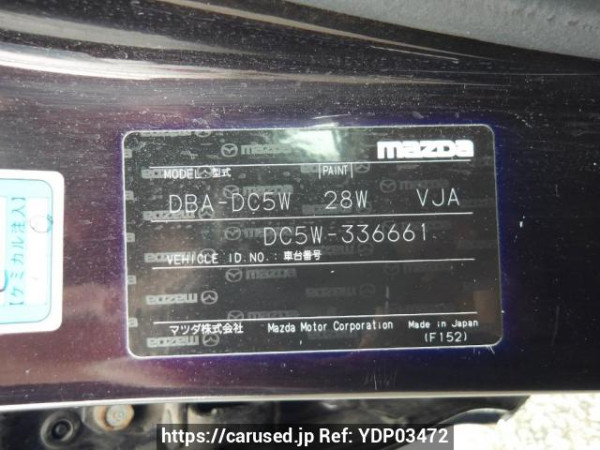 mazda
MODEL:型式 PAINT
DBA-DC5W 28W VJA
DC5W-336661
VEHICLE ID.NO.:車台番号
マツダ株式会社 Mazda Motor Corporation Made in Japan
(F152)
【ケミカル注入】
https://carused.jp Ref: YDP03472